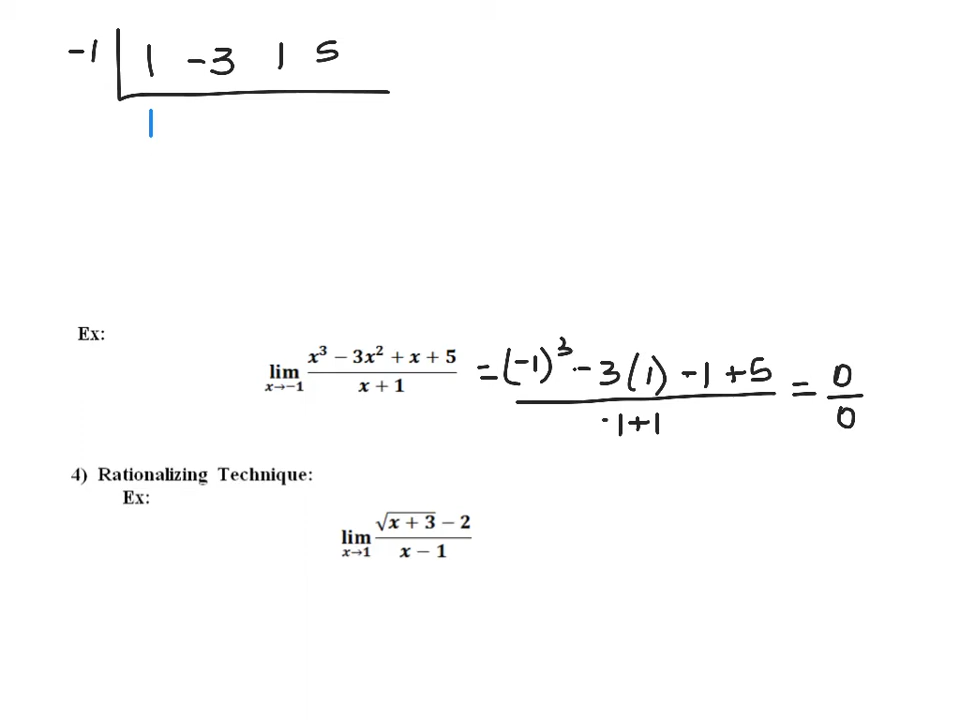 -1 | 1 -3 1 5
1
Ex:
lim x→-1 (x³ − 3x² + x + 5)/(x + 1) = ((-1)³ - 3(1) -1 +5)/(-1+1) = 0/0
4) Rationalizing Technique:
Ex:
lim x→1 (√(x + 3) − 2)/(x − 1)